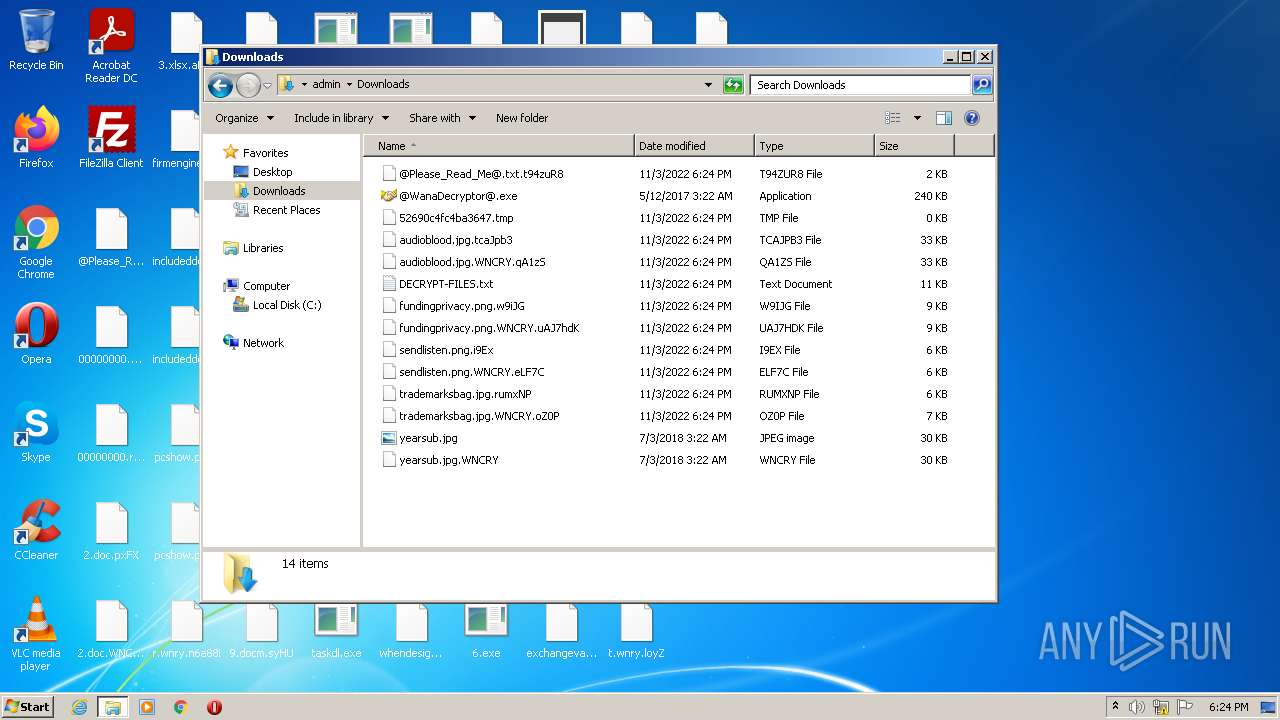 Downloads
admin Downloads
Search Downloads
Organize Include in library Share with New folder
Favorites
Desktop
Downloads
Recent Places
Libraries
Computer
Local Disk (C:)
Network
Name Date modified Type Size
@Please_Read_Me@.txt.t94zuR8 11/3/2022 6:24 PM T94ZUR8 File 2 KB
@WanaDecryptor@.exe 5/12/2017 3:22 AM Application 240 KB
52690c4fc4ba3647.tmp 11/3/2022 6:24 PM TMP File 0 KB
audioblood.jpg.tcaJpb3 11/3/2022 6:24 PM TCAJPB3 File 33 KB
audioblood.jpg.WNCRY.qA1zS 11/3/2022 6:24 PM QA1ZS File 33 KB
DECRYPT-FILES.txt 11/3/2022 6:24 PM Text Document 11 KB
fundingprivacy.png.w9iJG 11/3/2022 6:24 PM W9IJG File 9 KB
fundingprivacy.png.WNCRY.uAJ7hdK 11/3/2022 6:24 PM UAJ7HDK File 9 KB
sendlisten.png.i9Ex 11/3/2022 6:24 PM I9EX File 6 KB
sendlisten.png.WNCRY.eLF7C 11/3/2022 6:24 PM ELF7C File 6 KB
trademarksbag.jpg.rumxNP 11/3/2022 6:24 PM RUMXNP File 6 KB
trademarksbag.jpg.WNCRY.oZ0P 11/3/2022 6:24 PM OZ0P File 7 KB
yearsub.jpg 7/3/2018 3:22 AM JPEG image 30 KB
yearsub.jpg.WNCRY 7/3/2018 3:22 AM WNCRY File 30 KB
14 items
Recycle Bin
Acrobat
Reader DC
3.xlsx.a
Firefox
FileZilla Client
firmengine
Google
Chrome
@Please_R...
includedde
Opera
00000000....
includedde
Skype
00000000.r...
pcshow.p
CCleaner
2.doc.pxFX
pcshow.p
VLC media
player
2.doc.WNC...
r.wnry.n6a88i
9.docm.syHU
taskdl.exe
whendesig...
6.exe
exchangeva...
t.wnry.loyZ
ANY RUN
Start
6:24 PM